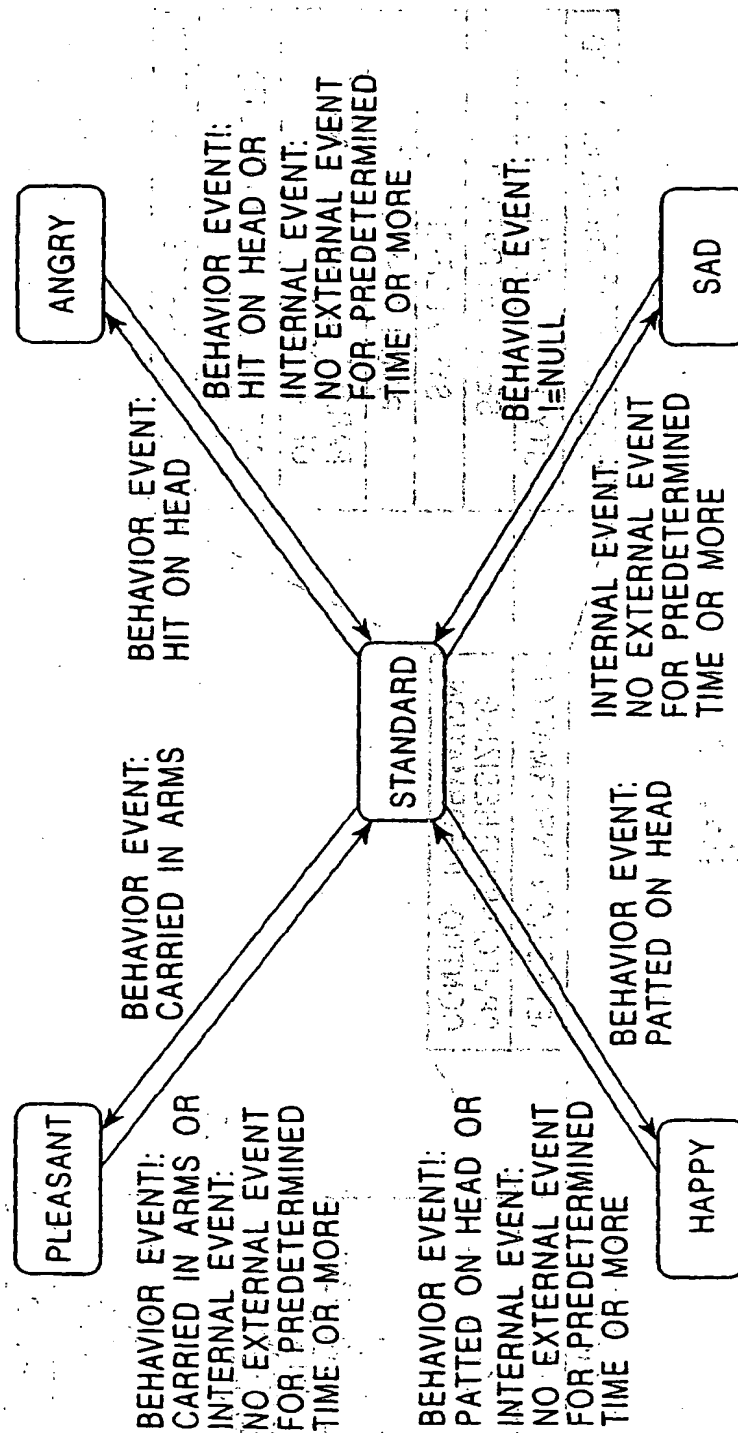 PLEASANT
BEHAVIOR EVENT:
CARRIED IN ARMS
BEHAVIOR EVENT:
HIT ON HEAD
ANGRY
BEHAVIOR EVENT!:
CARRIED IN ARMS OR
INTERNAL EVENT:
NO EXTERNAL EVENT
FOR PREDETERMINED
TIME OR MORE
BEHAVIOR EVENT!:
HIT ON HEAD OR
INTERNAL EVENT:
NO EXTERNAL EVENT
FOR PREDETERMINED
TIME OR MORE
STANDARD
BEHAVIOR EVENT!:
PATTED ON HEAD OR
INTERNAL EVENT:
NO EXTERNAL EVENT
FOR PREDETERMINED
TIME OR MORE
BEHAVIOR EVENT:
!=NULL
BEHAVIOR EVENT:
PATTED ON HEAD
INTERNAL EVENT:
NO EXTERNAL EVENT
FOR PREDETERMINED
TIME OR MORE
HAPPY
SAD